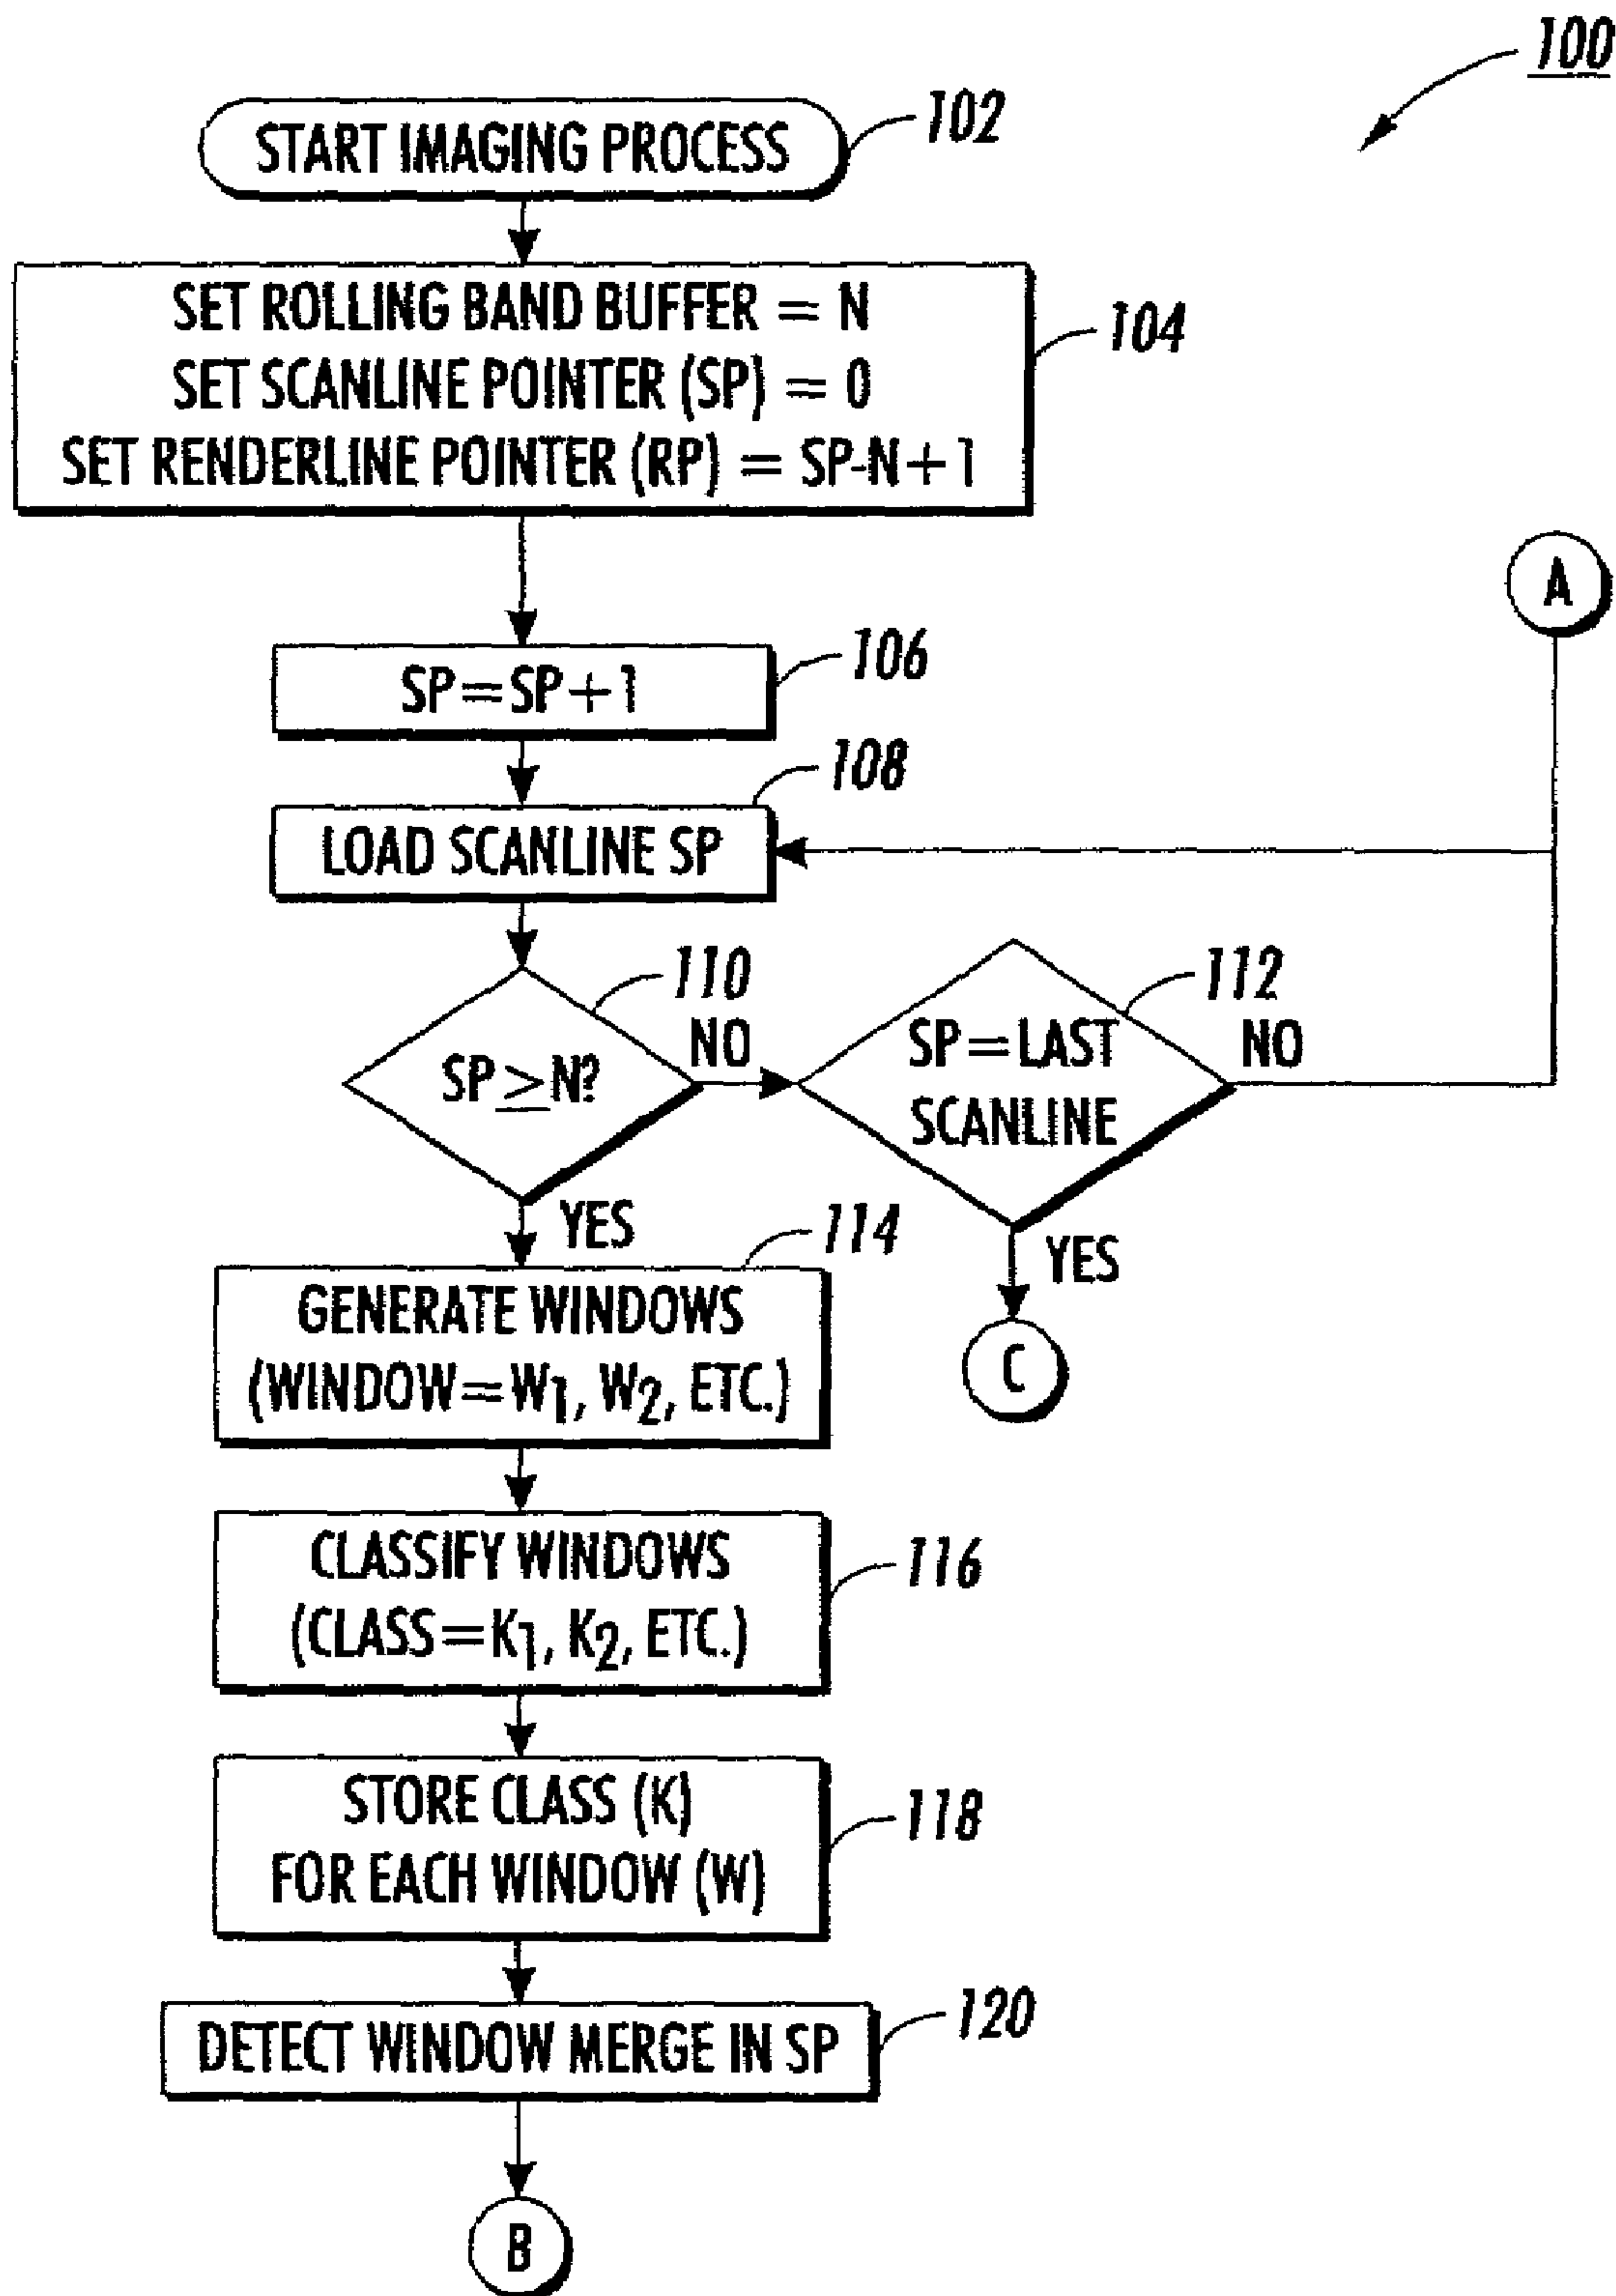 100
START IMAGING PROCESS
102
SET ROLLING BAND BUFFER = N
SET SCANLINE POINTER (SP) = 0
SET RENDERLINE POINTER (RP) = SP-N+1
104
A
SP=SP+1
106
LOAD SCANLINE SP
108
SP≥N?
110
NO
SP=LAST
SCANLINE
112
NO
YES
YES
C
GENERATE WINDOWS
(WINDOW=W₁, W₂, ETC.)
114
CLASSIFY WINDOWS
(CLASS=K₁, K₂, ETC.)
116
STORE CLASS (K)
FOR EACH WINDOW (W)
118
DETECT WINDOW MERGE IN SP
120
B